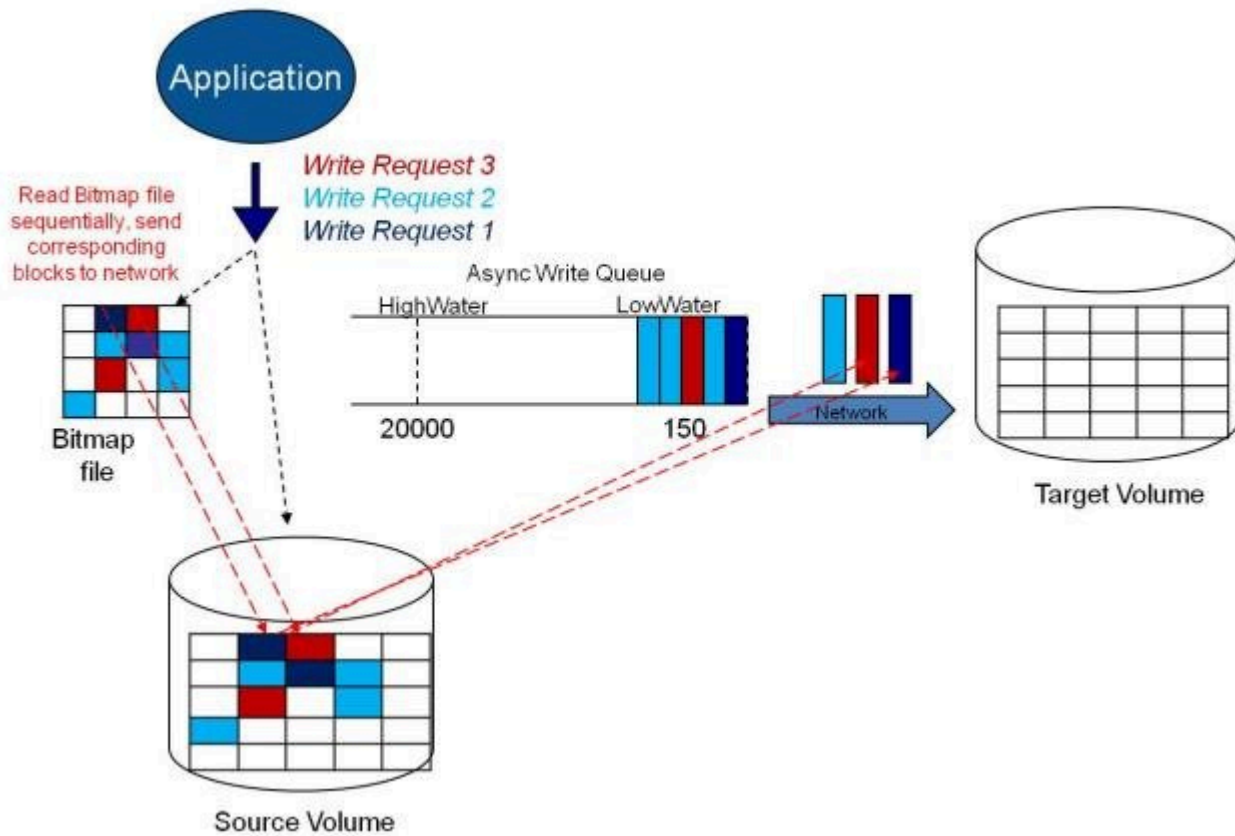 Application
Write Request 3
Write Request 2
Write Request 1
Read Bitmap file
sequentially, send
corresponding
blocks to network
Async Write Queue
HighWater
LowWater
20000
150
Network
Bitmap
file
Target Volume
Source Volume